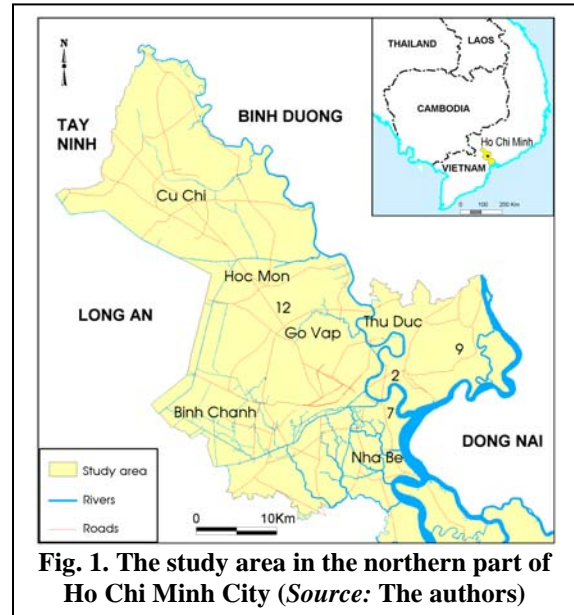 N
THAILAND
LAOS
CAMBODIA
Ho Chi Minh
VIETNAM
0 100 200 Km
TAY
NINH
BINH DUONG
Cu Chi
Hoc Mon
LONG AN
12
Thu Duc
Go Vap
9
2
Binh Chanh
7
DONG NAI
Nha Be
Study area
Rivers
Roads
0 10Km
Fig. 1. The study area in the northern part of
Ho Chi Minh City (Source: The authors)